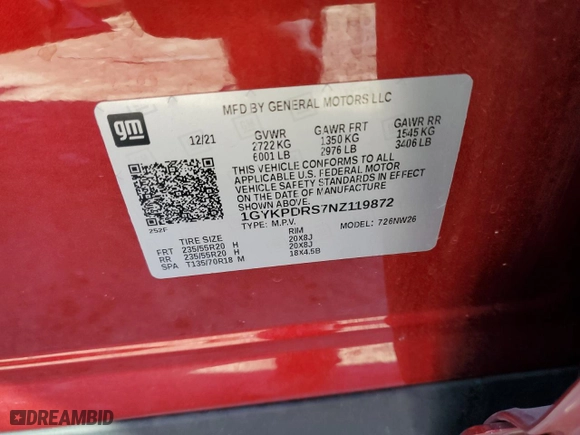 MFD BY GENERAL MOTORS LLC
gm
12/21 GVWR GAWR FRT GAWR RR
2722 KG 1350 KG 1545 KG
6001 LB 2976 LB 3406 LB
THIS VEHICLE CONFORMS TO ALL
APPLICABLE U.S. FEDERAL MOTOR
VEHICLE SAFETY STANDARDS IN EFFECT
ON THE DATE OF MANUFACTURE
SHOWN ABOVE.
1GYKPDRS7NZ119872
252F
TYPE: M.P.V. MODEL: 726NW26
TIRE SIZE RIM
FRT 235/55R20 H 20X8J
RR 235/55R20 H 20X8J
SPA T135/70R18 M 18X4.5B
DREAMBID